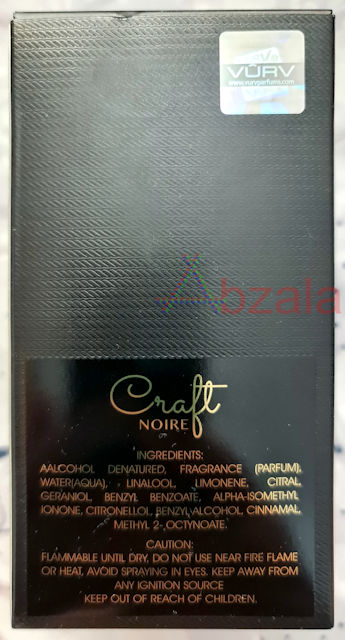 VÛRV
www.vurvparfums.com
Abzala
Craft
NOIRE
INGREDIENTS:
AALCOHOL DENATURED, FRAGRANCE (PARFUM),
WATER(AQUA), LINALOOL, LIMONENE, CITRAL,
GERANIOL, BENZYL BENZOATE, ALPHA-ISOMETHYL
IONONE, CITRONELLOL, BENZYL ALCOHOL, CINNAMAL,
METHYL 2-,OCTYNOATE.
CAUTION:
FLAMMABLE UNTIL DRY, DO NOT USE NEAR FIRE FLAME
OR HEAT, AVOID SPRAYING IN EYES. KEEP AWAY FROM
ANY IGNITION SOURCE
KEEP OUT OF REACH OF CHILDREN.